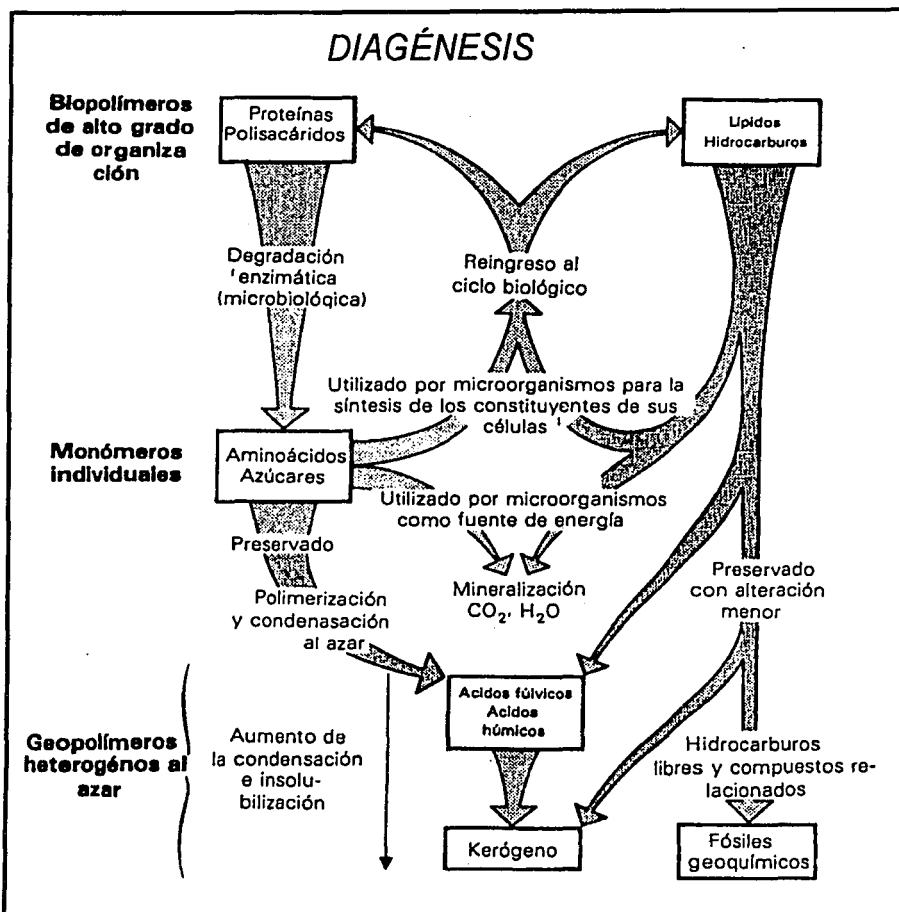 DIAGÉNESIS
Biopolímeros
de alto grado
de organiza
ción
Proteínas
Polisacáridos
Lípidos
Hidrocarburos
Degradación
enzimática
(microbiológica)
Reingreso al
ciclo biológico
Utilizado por microorganismos para la
síntesis de los constituyentes de sus
células
Monómeros
individuales
Aminoácidos
Azúcares
Utilizado por microorganismos
como fuente de energía
Preservado
Mineralización
CO₂, H₂O
Preservado
con alteración
menor
Polimerización
y condenasación
al azar
Acidos fúlvicos
Acidos
húmicos
Geopolímeros
heterogénos al
azar
Aumento de
la condensación
e insolu-
bilización
Hidrocarburos
libres y compuestos re-
lacionados
Kerógeno
Fósiles
geoquímicos